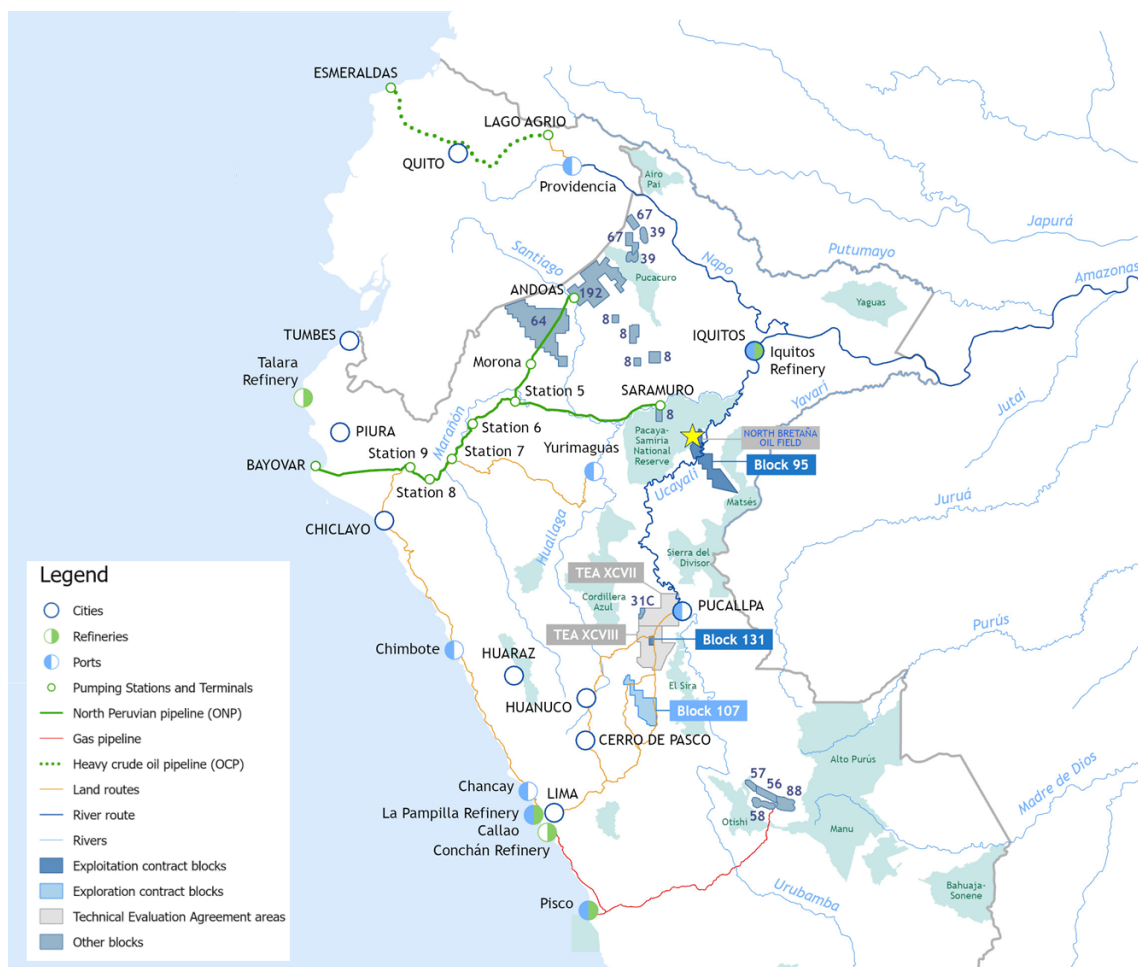 ESMERALDAS
LAGO AGRIO
QUITO
Providencia
Airo
Pai
67
67
39
39
Japurá
Putumayo
Napo
Santiago
Amazonas
Pucacuro
ANDOAS
192
Yaguas
64
8
8
8
8
TUMBES
IQUITOS
Iquitos
Refinery
Talara
Refinery
Morona
Station 5
SARAMURO
Yavarí
Jutaí
8
Marañón
Station 6
Pacaya-
Samiria
National
Reserve
NORTH BRETAÑA
OIL FIELD
PIURA
Station 9
Station 7
Yurimaguas
BAYOVAR
Block 95
Station 8
Ucayali
Matsés
Juruá
CHICLAYO
Huallaga
Sierra del
Divisor
TEA XCVII
Cordillera
Azul
31C
PUCALLPA
Purús
TEA XCVIII
Block 131
Chimbote
HUARAZ
El Sira
HUANUCO
Block 107
CERRO DE PASCO
Alto Purús
Madre de Dios
57
56
88
58
Chancay
LIMA
La Pampilla Refinery
Callao
Conchán Refinery
Otishi
Manu
Bahuaja-
Sonene
Urubamba
Pisco
Legend
Cities
Refineries
Ports
Pumping Stations and Terminals
North Peruvian pipeline (ONP)
Gas pipeline
Heavy crude oil pipeline (OCP)
Land routes
River route
Rivers
Exploitation contract blocks
Exploration contract blocks
Technical Evaluation Agreement areas
Other blocks